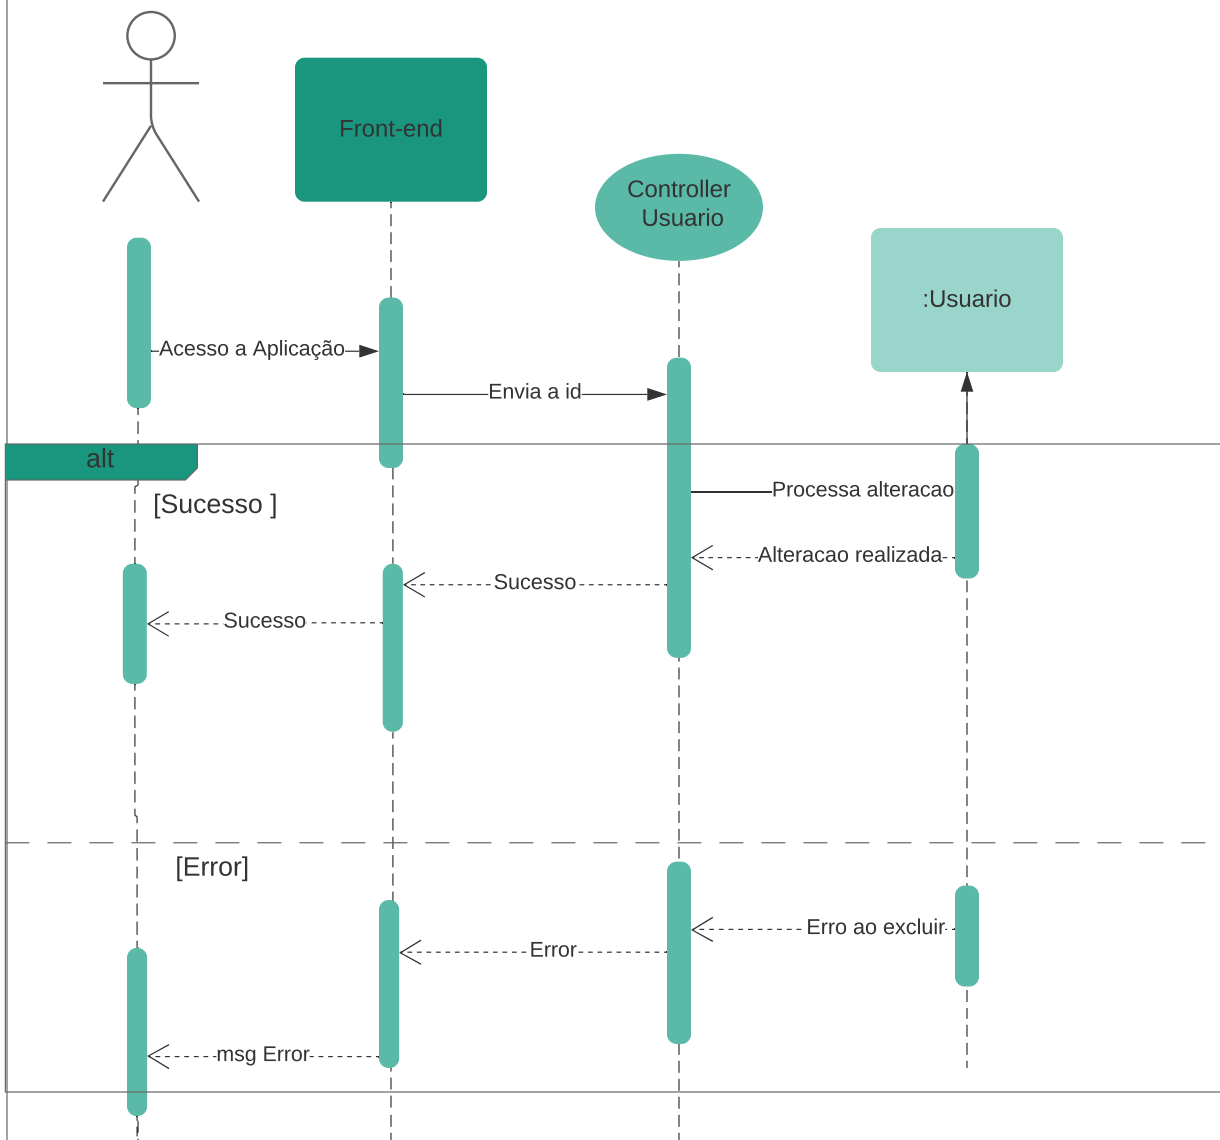 Front-end
Controller
Usuario
:Usuario
Acesso a Aplicação
Envia a id
alt
[Sucesso ]
Processa alteracao
Alteracao realizada
Sucesso
Sucesso
[Error]
Erro ao excluir
Error
msg Error